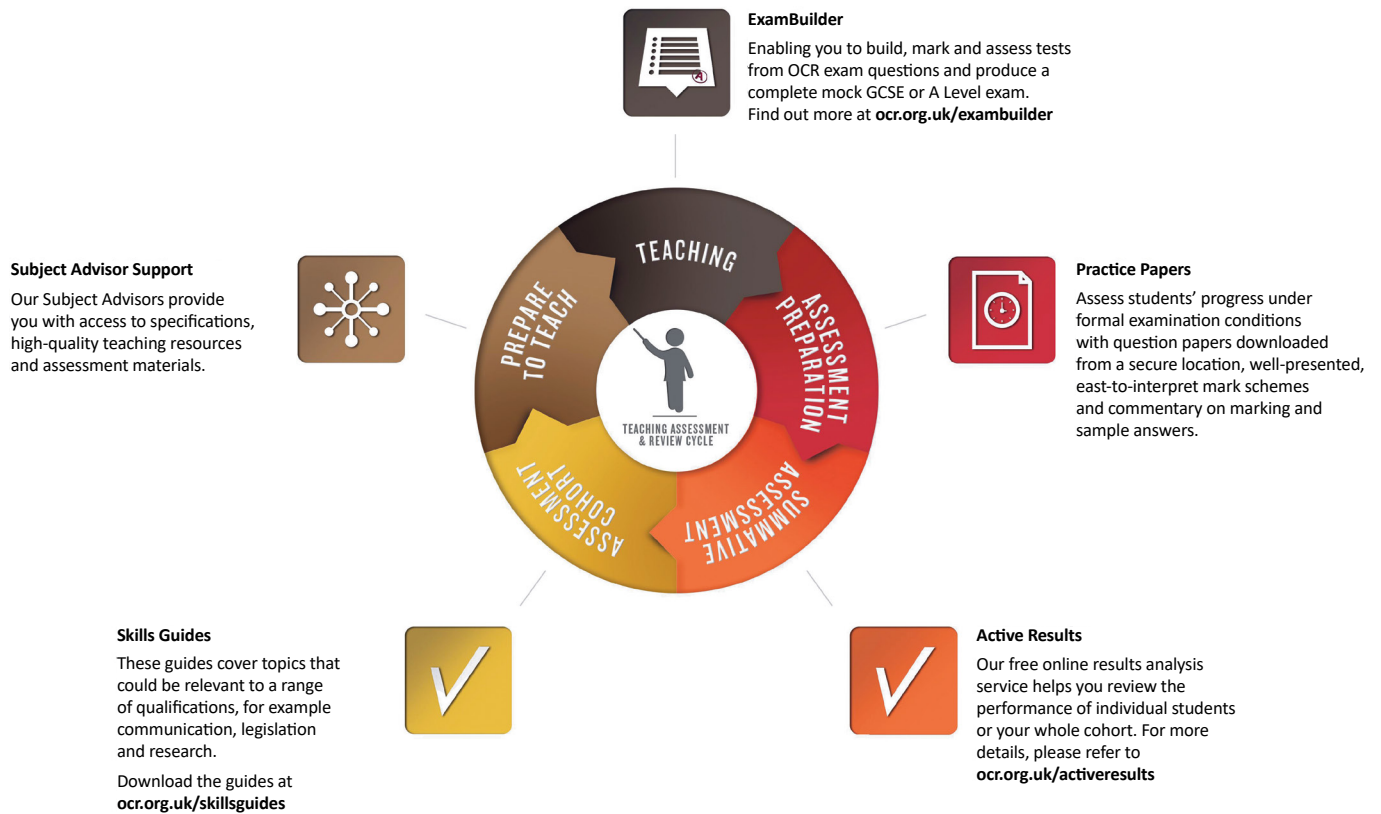 ExamBuilder
Enabling you to build, mark and assess tests
from OCR exam questions and produce a
complete mock GCSE or A Level exam.
Find out more at ocr.org.uk/exambuilder
A
Subject Advisor Support
Our Subject Advisors provide
you with access to specifications,
high-quality teaching resources
and assessment materials.
Practice Papers
Assess students’ progress under
formal examination conditions
with question papers downloaded
from a secure location, well-presented,
east-to-interpret mark schemes
and commentary on marking and
sample answers.
TEACHING
ASSESSMENT
PREPARATION
SUMMATIVE
ASSESSMENT
ASSESSMENT
COHORT
PREPARE
TO TEACH
TEACHING ASSESSMENT
& REVIEW CYCLE
Skills Guides
These guides cover topics that
could be relevant to a range
of qualifications, for example
communication, legislation
and research.
Download the guides at
ocr.org.uk/skillsguides
Active Results
Our free online results analysis
service helps you review the
performance of individual students
or your whole cohort. For more
details, please refer to
ocr.org.uk/activeresults